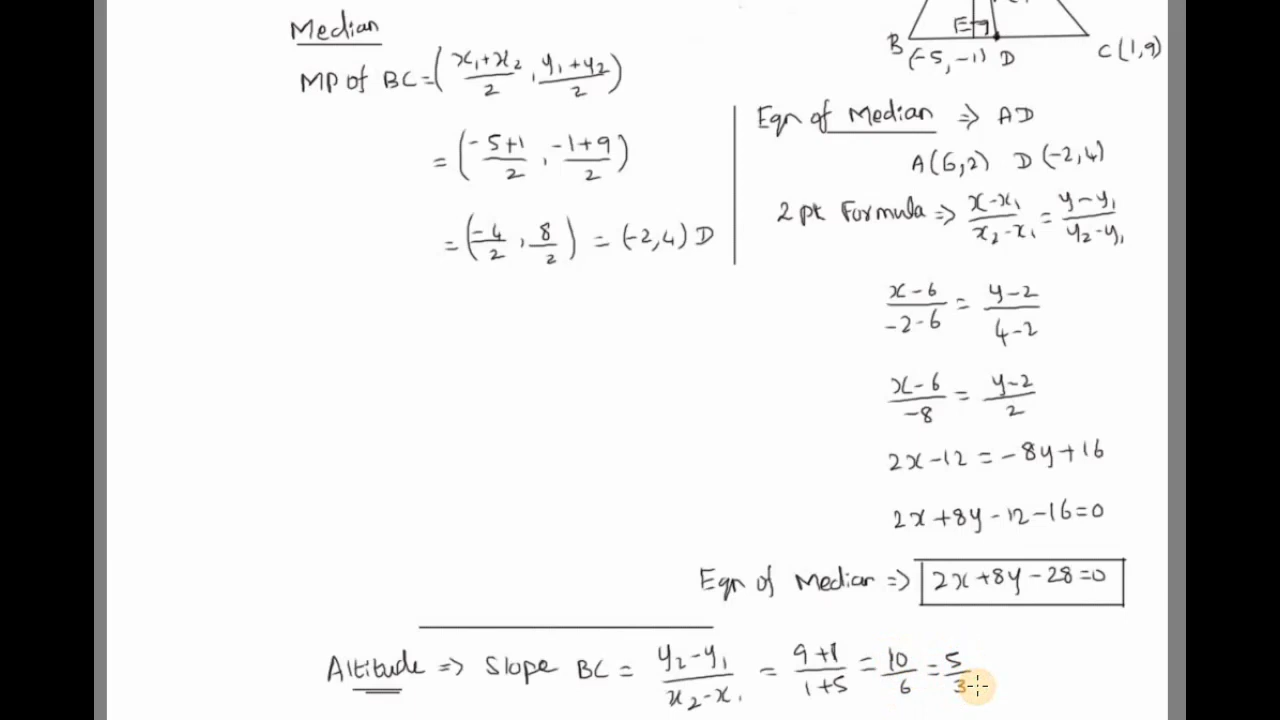 Median
MP of BC = (x₁+x₂/2, y₁+y₂/2)
= (-5+1/2, -1+9/2)
= (-4/2, 8/2) = (-2,4) D
E
B
(-5,-1) D
C(1,9)
Eqn of Median ⇒ AD
A(6,2) D(-2,4)
2 pt Formula ⇒ x-x₁/x₂-x₁ = y-y₁/y₂-y₁
x-6/-2-6 = y-2/4-2
x-6/-8 = y-2/2
2x-12 = -8y+16
2x+8y-12-16=0
Eqn of Median ⇒ 2x+8y-28=0
Altitude ⇒ Slope BC = y₂-y₁/x₂-x₁ = 9+1/1+5 = 10/6 = 5/3